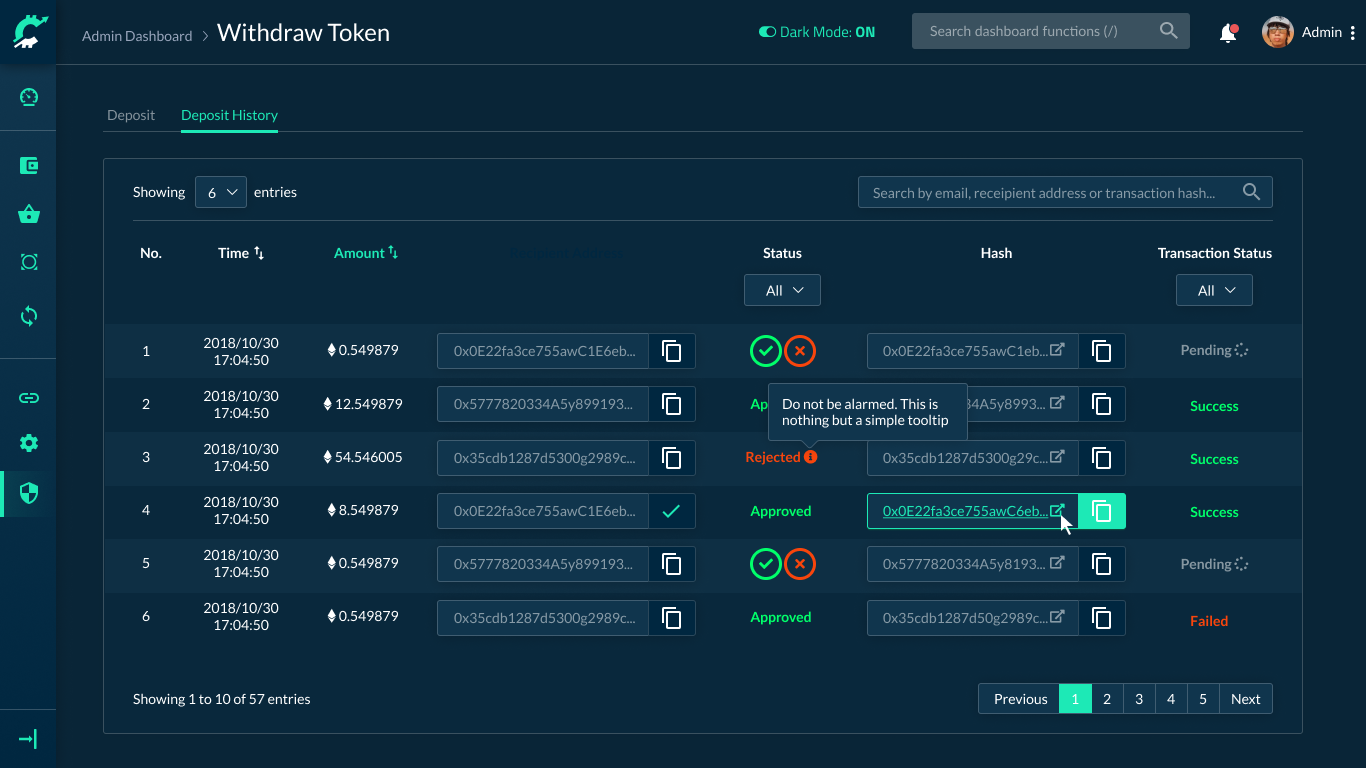 Admin Dashboard > Withdraw Token
Dark Mode: ON
Search dashboard functions (/)
Admin
Deposit
Deposit History
Showing 6 entries
Search by email, receipient address or transaction hash...
No. Time Amount Recipient Address Status Hash Transaction Status
All All
1 2018/10/30 17:04:50 0.549879 0x0E22fa3ce755awC1E6eb... 0x0E22fa3ce755awC1eb... Pending
2 2018/10/30 17:04:50 12.549879 0x5777820334A5y899193... Ap 34A5y8993... Success
Do not be alarmed. This is
nothing but a simple tooltip
3 2018/10/30 17:04:50 54.546005 0x35cdb1287d5300g2989c... Rejected 0x35cdb1287d5300g29c... Success
4 2018/10/30 17:04:50 8.549879 0x0E22fa3ce755awC1E6eb... Approved 0x0E22fa3ce755awC6eb... Success
5 2018/10/30 17:04:50 0.549879 0x5777820334A5y899193... 0x5777820334A5y8193... Pending
6 2018/10/30 17:04:50 0.549879 0x35cdb1287d5300g2989c... Approved 0x35cdb1287d50g2989c... Failed
Showing 1 to 10 of 57 entries
Previous 1 2 3 4 5 Next